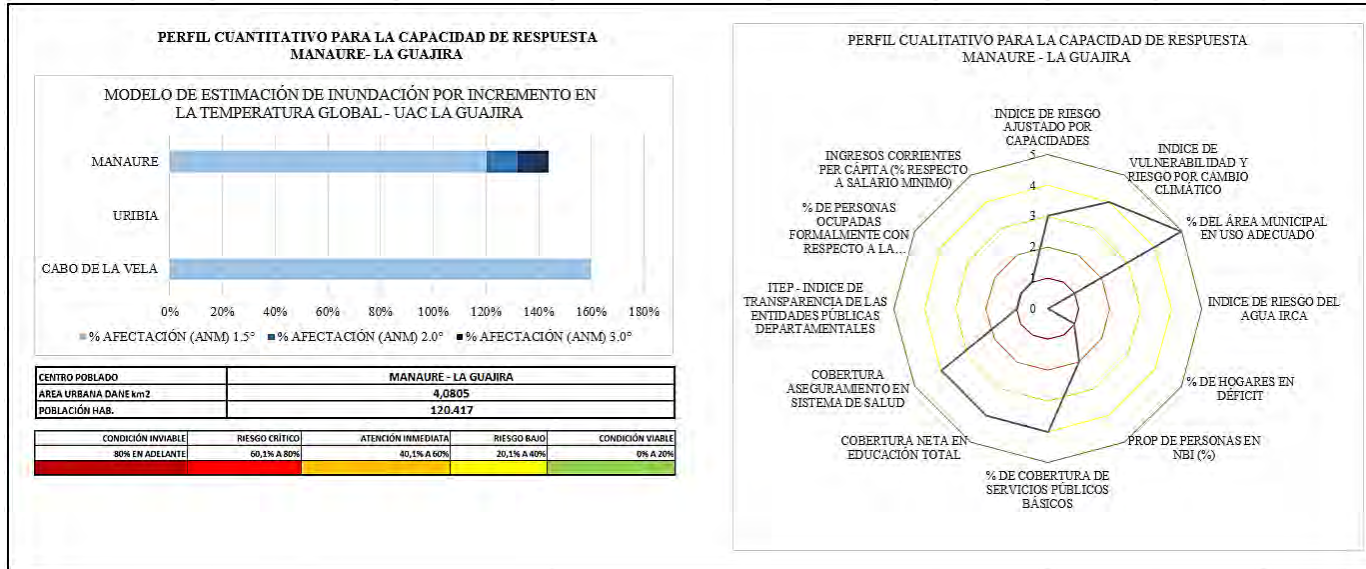 PERFIL CUANTITATIVO PARA LA CAPACIDAD DE RESPUESTA
MANAURE- LA GUAJIRA
MODELO DE ESTIMACIÓN DE INUNDACIÓN POR INCREMENTO EN
LA TEMPERATURA GLOBAL - UAC LA GUAJIRA
MANAURE
URIBIA
CABO DE LA VELA
0% 20% 40% 60% 80% 100% 120% 140% 160% 180%
% AFECTACIÓN (ANM) 1.5° % AFECTACIÓN (ANM) 2.0° % AFECTACIÓN (ANM) 3.0°
CENTRO POBLADO MANAURE - LA GUAJIRA
AREA URBANA DANE km2 4,0805
POBLACIÓN HAB. 120.417
CONDICIÓN INVIABLE RIESGO CRÍTICO ATENCIÓN INMEDIATA RIESGO BAJO CONDICIÓN VIABLE
80% EN ADELANTE 60,1% A 80% 40,1% A 60% 20,1% A 40% 0% A 20%
PERFIL CUALITATIVO PARA LA CAPACIDAD DE RESPUESTA
MANAURE - LA GUAJIRA
INDICE DE RIESGO
AJUSTADO POR
CAPACIDADES
INDICE DE
VULNERABILIDAD Y
RIESGO POR CAMBIO
CLIMÁTICO
% DEL ÁREA MUNICIPAL
EN USO ADECUADO
INDICE DE RIESGO DEL
AGUA IRCA
% DE HOGARES EN
DÉFICIT
PROP DE PERSONAS EN
NBI (%)
% DE COBERTURA DE
SERVICIOS PÚBLICOS
BÁSICOS
COBERTURA NETA EN
EDUCACIÓN TOTAL
COBERTURA
ASEGURAMIENTO EN
SISTEMA DE SALUD
ITEP - INDICE DE
TRANSPARENCIA DE LAS
ENTIDADES PÚBLICAS
DEPARTAMENTALES
% DE PERSONAS
OCUPADAS
FORMALMENTE CON
RESPECTO A LA...
INGRESOS CORRIENTES
PER CÁPITA (% RESPECTO
A SALARIO MINIMO)
5
4
3
2
1
0